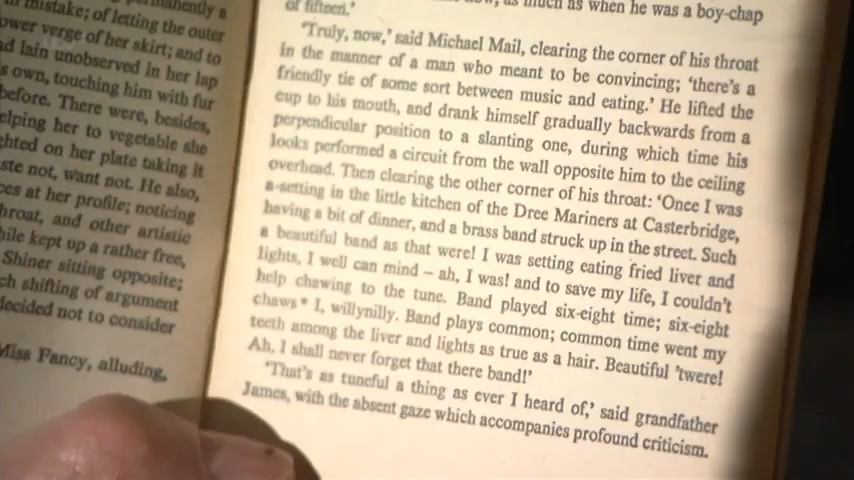 mistake; of letting the outer
ower verge of her skirt; and to
ad lain unobserved in her lap
s own, touching him with fur
before. There were, besides,
elping her to vegetable she
ghted on her plate taking it
ste not, want not. He also,
ces at her profile; noticing
hroat, and other artistic
hile kept up a rather free,
Shiner sitting opposite;
ch shifting of argument
decided not to consider
Miss Fancy, alluding,
as much as when he was a boy-chap
of fifteen.'
'Truly, now,' said Michael Mail, clearing the corner of his throat
in the manner of a man who meant to be convincing; 'there's a
friendly tie of some sort between music and eating.' He lifted the
cup to his mouth, and drank himself gradually backwards from a
perpendicular position to a slanting one, during which time his
looks performed a circuit from the wall opposite him to the ceiling
overhead. Then clearing the other corner of his throat: 'Once I was
a-setting in the little kitchen of the Dree Mariners at Casterbridge,
having a bit of dinner, and a brass band struck up in the street. Such
a beautiful band as that were! I was setting eating fried liver and
lights, I well can mind – ah, I was! and to save my life, I couldn't
help chawing to the tune. Band played six-eight time; six-eight
chaws* I, willynilly. Band plays common; common time went my
teeth among the liver and lights as true as a hair. Beautiful 'twere!
Ah, I shall never forget that there band!'
'That's as tuneful a thing as ever I heard of,' said grandfather
James, with the absent gaze which accompanies profound criticism.